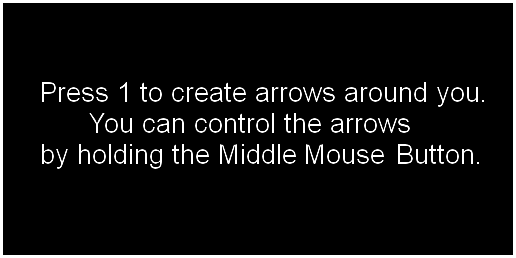 Press 1 to create arrows around you.
You can control the arrows
by holding the Middle Mouse Button.